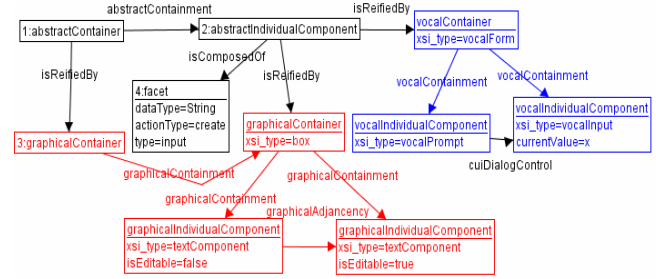 abstractContainment
1:abstractContainer
2:abstractIndividualComponent
isReifiedBy
vocalContainer
xsi_type=vocalForm
isReifiedBy
isComposedOf
isReifiedBy
vocalContainment
vocalContainment
4:facet
dataType=String
actionType=create
type=input
3:graphicalContainer
graphicalContainer
xsi_type=box
vocalIndividualComponent
xsi_type=vocalPrompt
vocalIndividualComponent
xsi_type=vocalInput
currentValue=x
cuiDialogControl
graphicalContainment
graphicalContainment
graphicalContainment
graphicalAdjancency
graphicalIndividualComponent
xsi_type=textComponent
isEditable=false
graphicalIndividualComponent
xsi_type=textComponent
isEditable=true